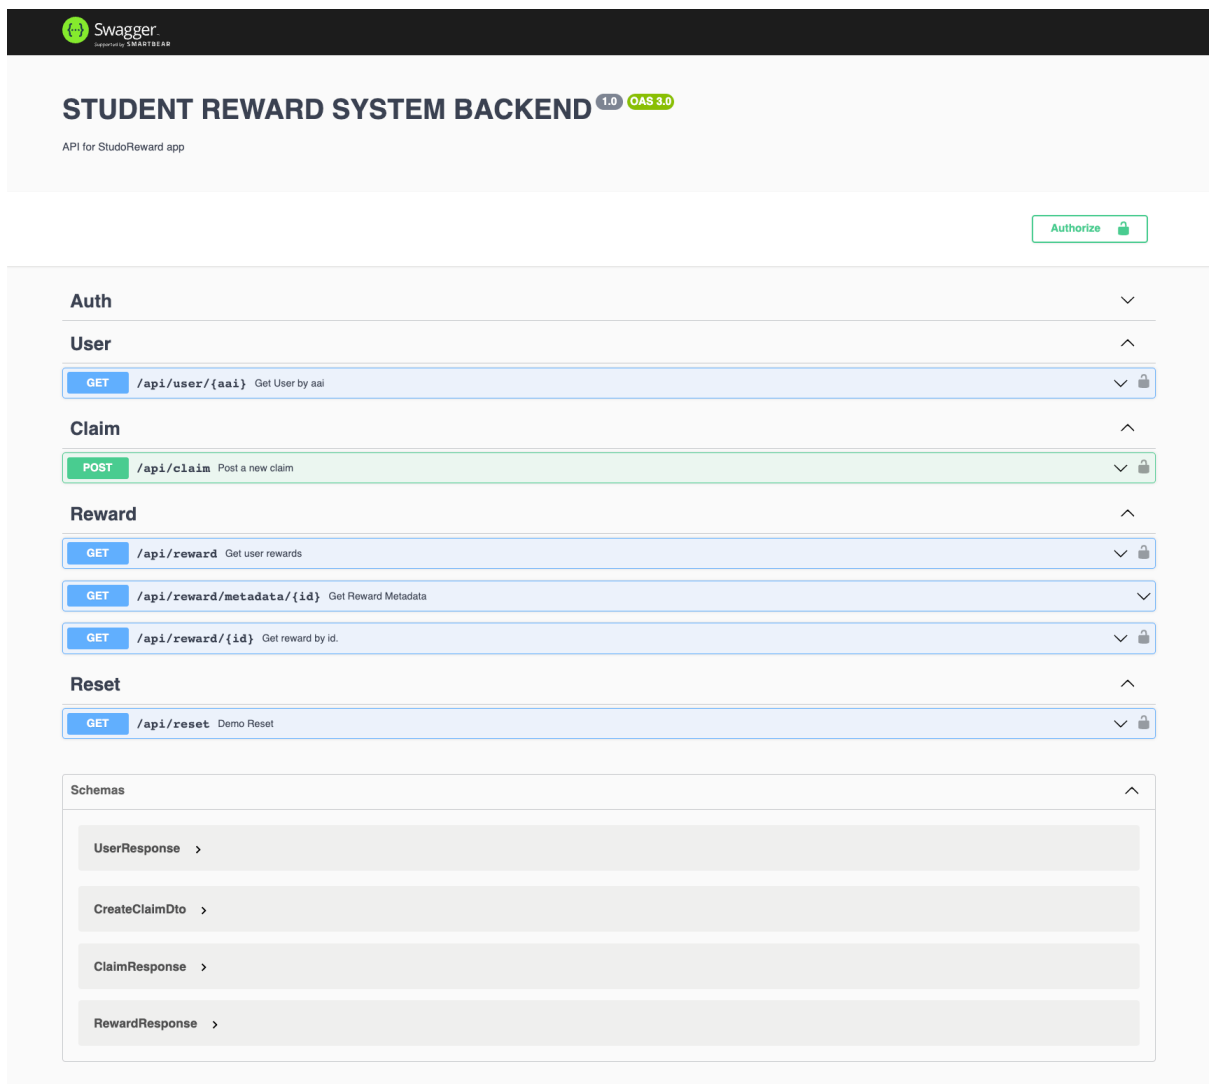 {···} Swagger.
Supported by SMARTBEAR
STUDENT REWARD SYSTEM BACKEND 1.0 OAS 3.0
API for StudoReward app
Authorize
Auth
User
GET /api/user/{aai} Get User by aai
Claim
POST /api/claim Post a new claim
Reward
GET /api/reward Get user rewards
GET /api/reward/metadata/{id} Get Reward Metadata
GET /api/reward/{id} Get reward by id.
Reset
GET /api/reset Demo Reset
Schemas
UserResponse
CreateClaimDto
ClaimResponse
RewardResponse